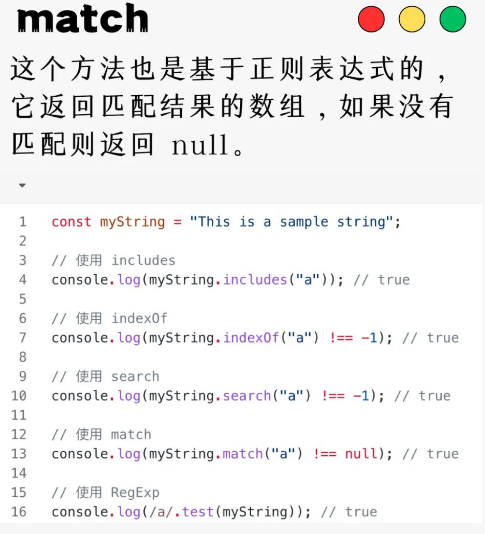 match
这个方法也是基于正则表达式的，
它返回匹配结果的数组，如果没有
匹配则返回 null。
1 const myString = "This is a sample string";
2
3 // 使用 includes
4 console.log(myString.includes("a")); // true
5
6 // 使用 indexOf
7 console.log(myString.indexOf("a") !== -1); // true
8
9 // 使用 search
10 console.log(myString.search("a") !== -1); // true
11
12 // 使用 match
13 console.log(myString.match("a") !== null); // true
14
15 // 使用 RegExp
16 console.log(/a/.test(myString)); // true